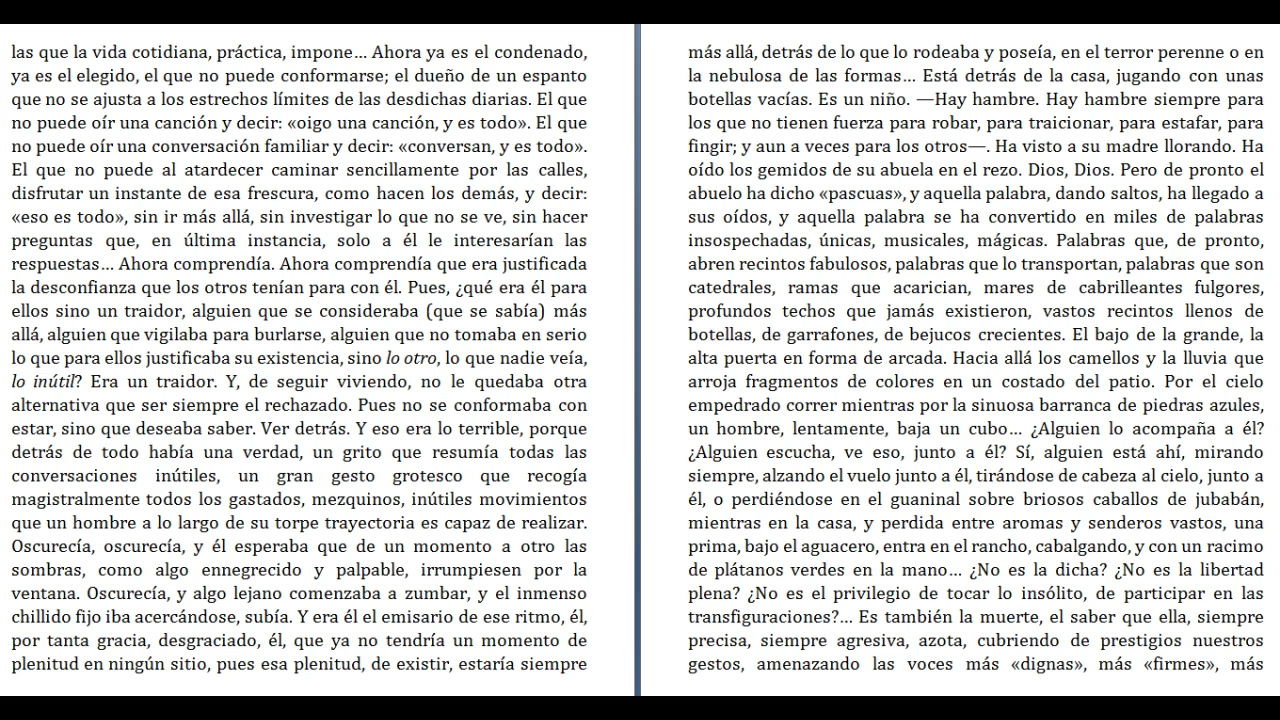 las que la vida cotidiana, práctica, impone... Ahora ya es el condenado,
ya es el elegido, el que no puede conformarse; el dueño de un espanto
que no se ajusta a los estrechos límites de las desdichas diarias. El que
no puede oír una canción y decir: «oigo una canción, y es todo». El que
no puede oír una conversación familiar y decir: «conversan, y es todo».
El que no puede al atardecer caminar sencillamente por las calles,
disfrutar un instante de esa frescura, como hacen los demás, y decir:
«eso es todo», sin ir más allá, sin investigar lo que no se ve, sin hacer
preguntas que, en última instancia, solo a él le interesarían las
respuestas... Ahora comprendía. Ahora comprendía que era justificada
la desconfianza que los otros tenían para con él. Pues, ¿qué era él para
ellos sino un traidor, alguien que se consideraba (que se sabía) más
allá, alguien que vigilaba para burlarse, alguien que no tomaba en serio
lo que para ellos justificaba su existencia, sino lo otro, lo que nadie veía,
lo inútil? Era un traidor. Y, de seguir viviendo, no le quedaba otra
alternativa que ser siempre el rechazado. Pues no se conformaba con
estar, sino que deseaba saber. Ver detrás. Y eso era lo terrible, porque
detrás de todo había una verdad, un grito que resumía todas las
conversaciones inútiles, un gran gesto grotesco que recogía
magistralmente todos los gastados, mezquinos, inútiles movimientos
que un hombre a lo largo de su torpe trayectoria es capaz de realizar.
Oscurecía, oscurecía, y él esperaba que de un momento a otro las
sombras, como algo ennegrecido y palpable, irrumpiesen por la
ventana. Oscurecía, y algo lejano comenzaba a zumbar, y el inmenso
chillido fijo iba acercándose, subía. Y era él el emisario de ese ritmo, él,
por tanta gracia, desgraciado, él, que ya no tendría un momento de
plenitud en ningún sitio, pues esa plenitud, de existir, estaría siempre
más allá, detrás de lo que lo rodeaba y poseía, en el terror perenne o en
la nebulosa de las formas... Está detrás de la casa, jugando con unas
botellas vacías. Es un niño. —Hay hambre. Hay hambre siempre para
los que no tienen fuerza para robar, para traicionar, para estafar, para
fingir; y aun a veces para los otros—. Ha visto a su madre llorando. Ha
oído los gemidos de su abuela en el rezo. Dios, Dios. Pero de pronto el
abuelo ha dicho «pascuas», y aquella palabra, dando saltos, ha llegado a
sus oídos, y aquella palabra se ha convertido en miles de palabras
insospechadas, únicas, musicales, mágicas. Palabras que, de pronto,
abren recintos fabulosos, palabras que lo transportan, palabras que son
catedrales, ramas que acarician, mares de cabrilleantes fulgores,
profundos techos que jamás existieron, vastos recintos llenos de
botellas, de garrafones, de bejucos crecientes. El bajo de la grande, la
alta puerta en forma de arcada. Hacia allá los camellos y la lluvia que
arroja fragmentos de colores en un costado del patio. Por el cielo
empedrado correr mientras por la sinuosa barranca de piedras azules,
un hombre, lentamente, baja un cubo... ¿Alguien lo acompaña a él?
¿Alguien escucha, ve eso, junto a él? Sí, alguien está ahí, mirando
siempre, alzando el vuelo junto a él, tirándose de cabeza al cielo, junto a
él, o perdiéndose en el guaninal sobre briosos caballos de jubabán,
mientras en la casa, y perdida entre aromas y senderos vastos, una
prima, bajo el aguacero, entra en el rancho, cabalgando, y con un racimo
de plátanos verdes en la mano... ¿No es la dicha? ¿No es la libertad
plena? ¿No es el privilegio de tocar lo insólito, de participar en las
transfiguraciones?... Es también la muerte, el saber que ella, siempre
precisa, siempre agresiva, azota, cubriendo de prestigios nuestros
gestos, amenazando las voces más «dignas», más «firmes», más